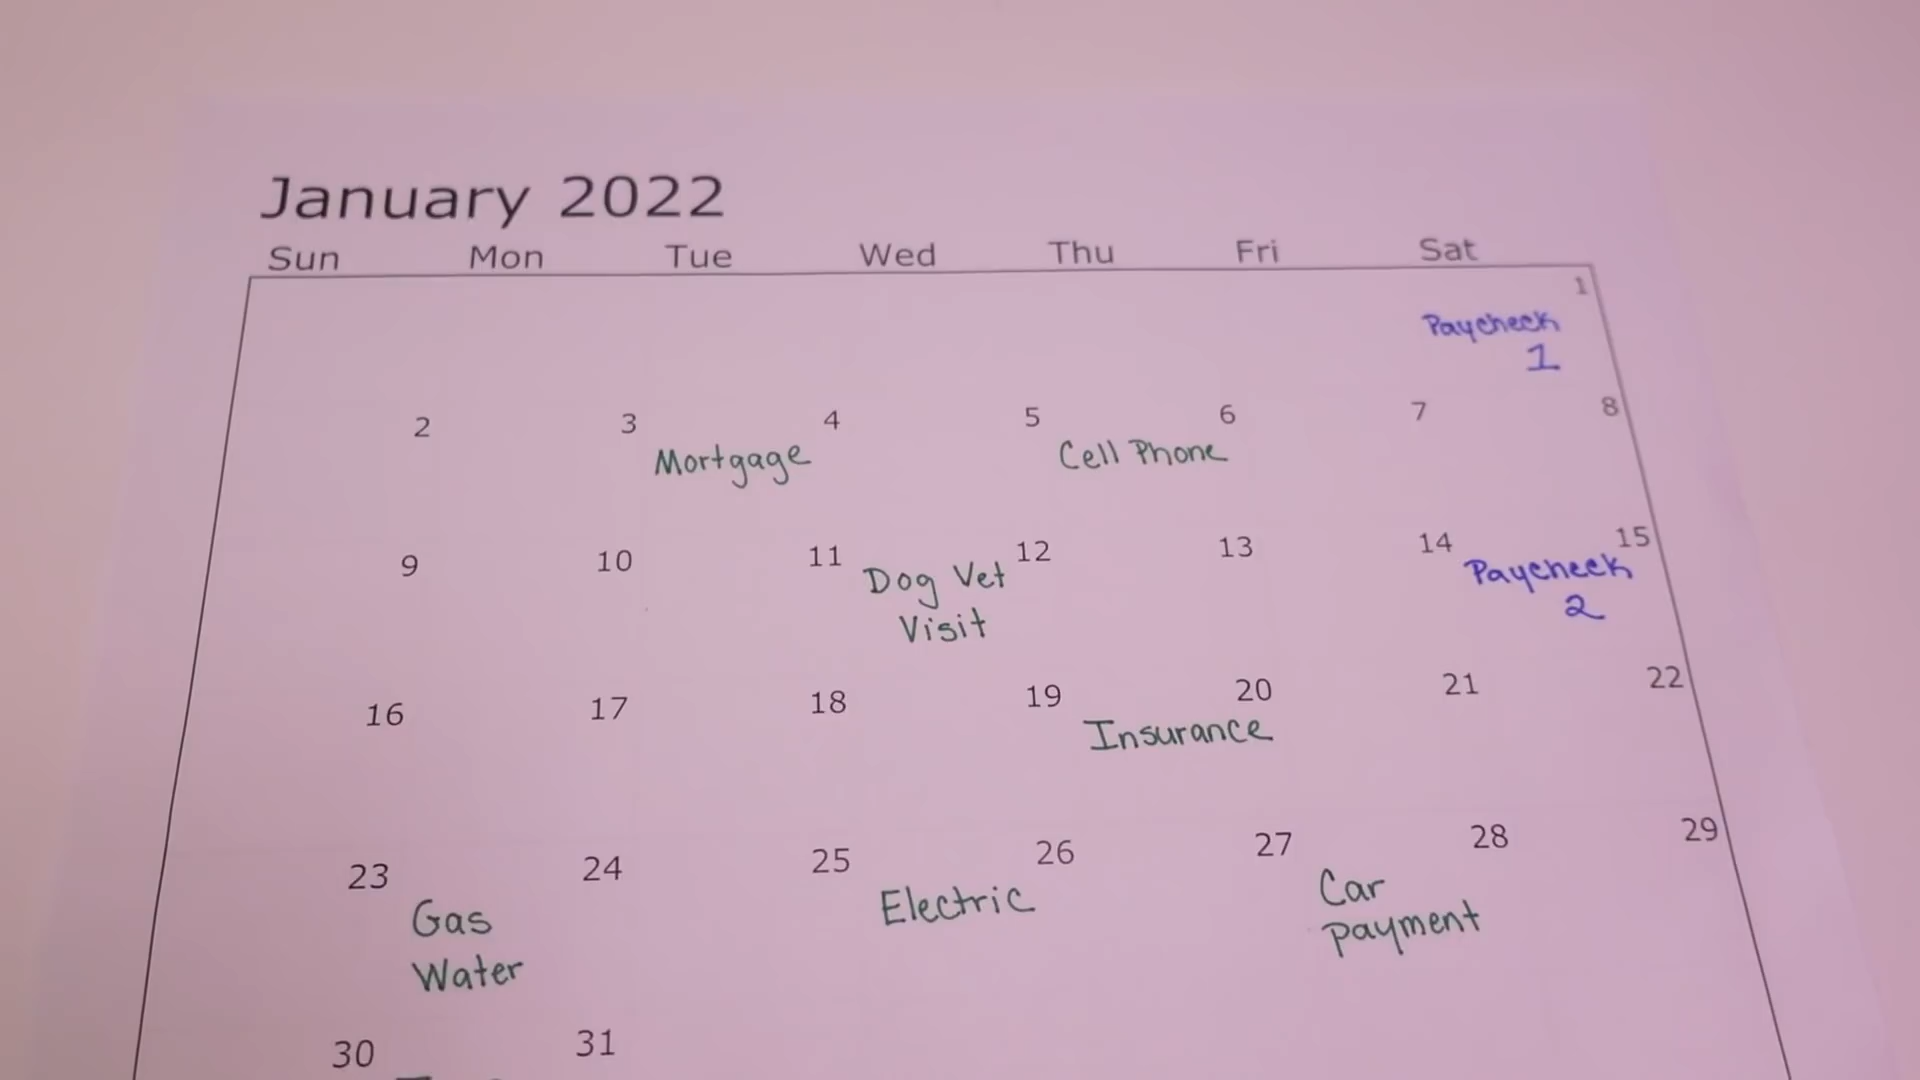 January 2022
Sun Mon Tue Wed Thu Fri Sat
1
Paycheck
1
2 3 4 5 6 7 8
Mortgage Cell Phone
9 10 11 12 13 14 15
Dog Vet
Visit
Paycheck
2
16 17 18 19 20 21 22
Insurance
23 24 25 26 27 28 29
Gas
Water
Electric
Car
payment
30 31